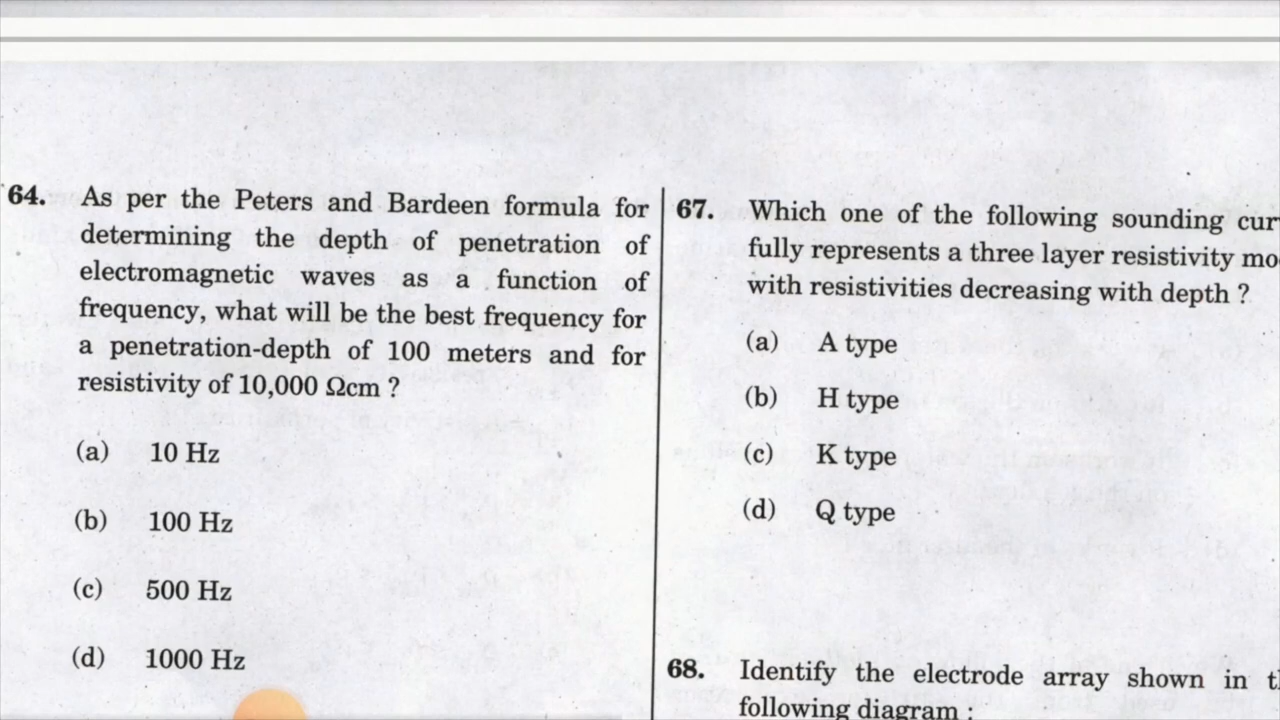 64. As per the Peters and Bardeen formula for
determining the depth of penetration of
electromagnetic waves as a function of
frequency, what will be the best frequency for
a penetration-depth of 100 meters and for
resistivity of 10,000 Ωcm ?
(a) 10 Hz
(b) 100 Hz
(c) 500 Hz
(d) 1000 Hz
67. Which one of the following sounding cur
fully represents a three layer resistivity mo
with resistivities decreasing with depth ?
(a) A type
(b) H type
(c) K type
(d) Q type
68. Identify the electrode array shown in t
following diagram :